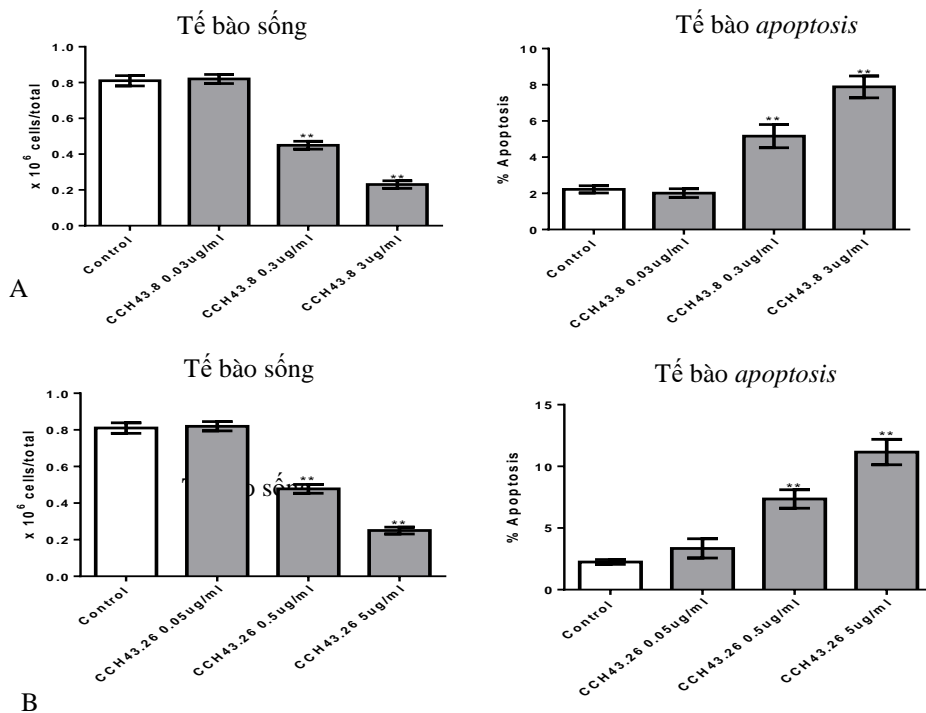 Tế bào sống
x 10⁶ cells/total
1.0
0.8
0.6
0.4
0.2
0.0
**
**
Control
CCH43.8 0.03ug/ml
CCH43.8 0.3ug/ml
CCH43.8 3ug/ml
Tế bào apoptosis
% Apoptosis
10
8
6
4
2
0
**
**
Control
CCH43.8 0.03ug/ml
CCH43.8 0.3ug/ml
CCH43.8 3ug/ml
A
Tế bào sống
x 10⁶ cells/total
1.0
0.8
0.6
0.4
0.2
0.0
**
**
Control
CCH43.26 0.05ug/ml
CCH43.26 0.5ug/ml
CCH43.26 5ug/ml
Tế bào apoptosis
% Apoptosis
15
10
5
0
**
**
Control
CCH43.26 0.05ug/ml
CCH43.26 0.5ug/ml
CCH43.26 5ug/ml
B